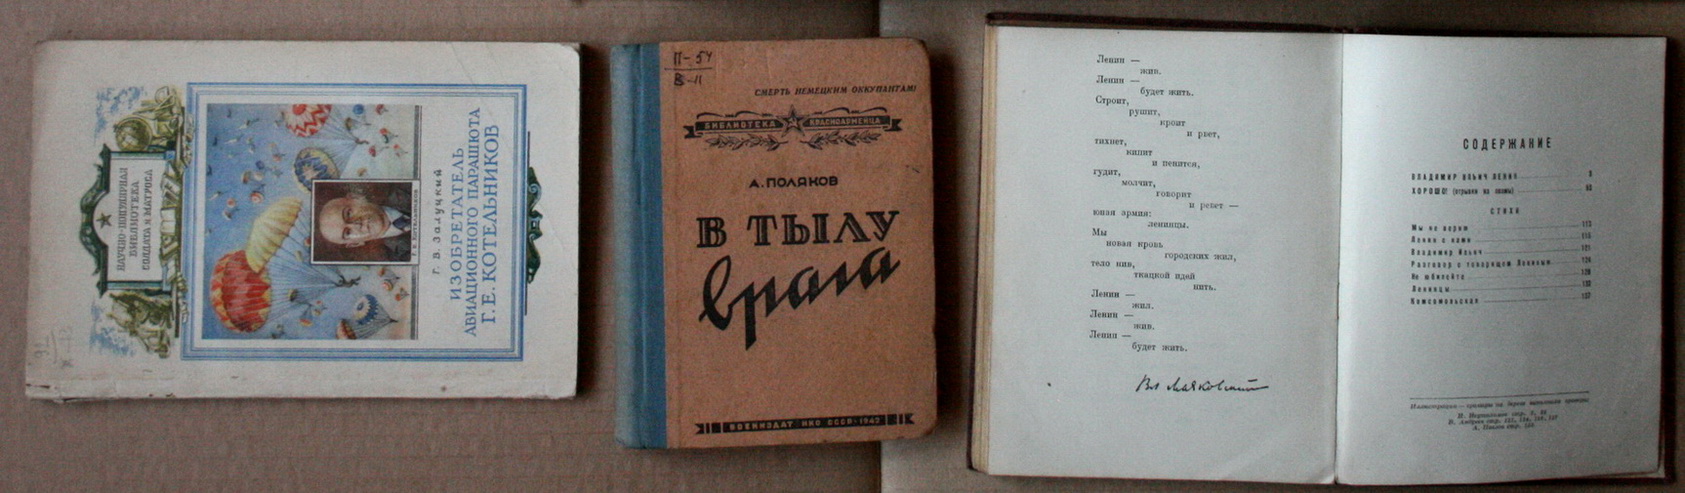 НАУЧНО-ПОПУЛЯРНАЯ
БИБЛИОТЕКА
СОЛДАТА и МАТРОСА
Г. В. ЗАЛУЦКИЙ
ИЗОБРЕТАТЕЛЬ
АВИАЦИОННОГО ПАРАШЮТА
Г. Е. КОТЕЛЬНИКОВ
Г. Е. КОТЕЛЬНИКОВ
П-54
В-11
СМЕРТЬ НЕМЕЦКИМ ОККУПАНТАМ!
БИБЛИОТЕКА КРАСНОАРМЕЙЦА
А. ПОЛЯКОВ
В ТЫЛУ
врага
ВОЕНИЗДАТ НКО СССР-1942
Ленин —
жив.
Ленин —
будет жить.
Строит,
рушит,
кроит
и рвет,
тихнет,
кипит
и пенится,
гудит,
молчит,
говорит
и ревет —
юная армия:
ленинцы.
Мы
новая кровь
городских жил,
тело нив,
ткацкой идей
нить.
Ленин —
жил.
Ленин —
жив.
Ленин —
будет жить.
Вл Маяковский
СОДЕРЖАНИЕ
ВЛАДИМИР ИЛЬИЧ ЛЕНИН
ХОРОШО! (отрывки из поэмы)
СТИХИ
Мы не верим
Ленин с нами
Владимир Ильич
Разговор с товарищем Лениным
Не юбилейте
Ленинцы
Комсомольская